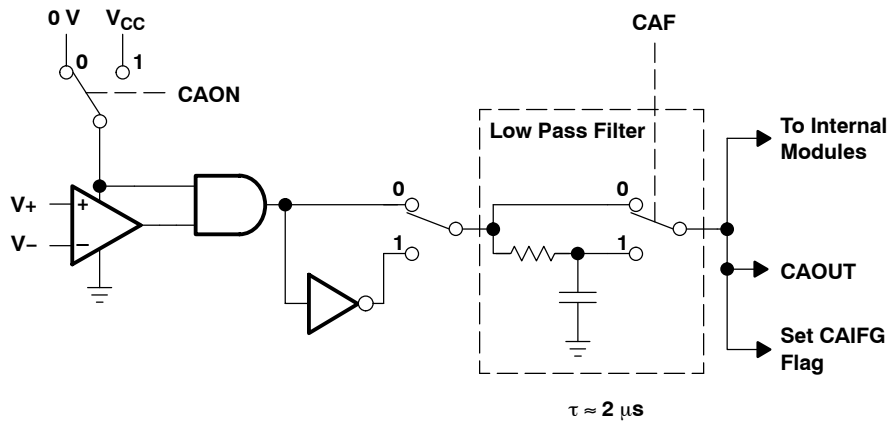 0 V
V_CC
CAF
0
1
CAON
Low Pass Filter
To Internal
Modules
V+
+
V−
−
0
1
0
1
CAOUT
Set CAIFG
Flag
τ ≈ 2 μs